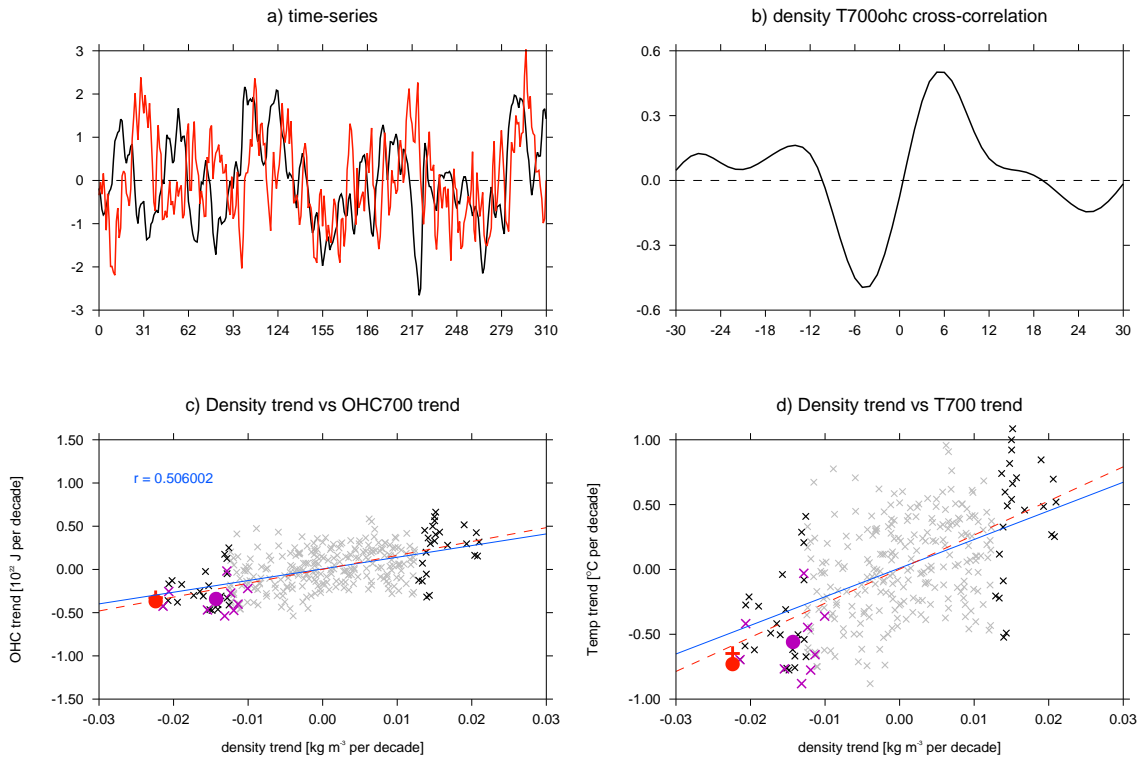 a) time-series
3
2
1
0
-1
-2
-3
0 31 62 93 124 155 186 217 248 279 310
b) density T700ohc cross-correlation
0.6
0.3
0.0
-0.3
-0.6
-30 -24 -18 -12 -6 0 6 12 18 24 30
c) Density trend vs OHC700 trend
OHC trend [10²² J per decade]
1.50
1.00
0.50
0.00
-0.50
-1.00
-1.50
r = 0.506002
-0.03 -0.02 -0.01 0.00 0.01 0.02 0.03
density trend [kg m⁻³ per decade]
d) Density trend vs T700 trend
Temp trend [°C per decade]
1.00
0.50
0.00
-0.50
-1.00
-0.03 -0.02 -0.01 0.00 0.01 0.02 0.03
density trend [kg m⁻³ per decade]